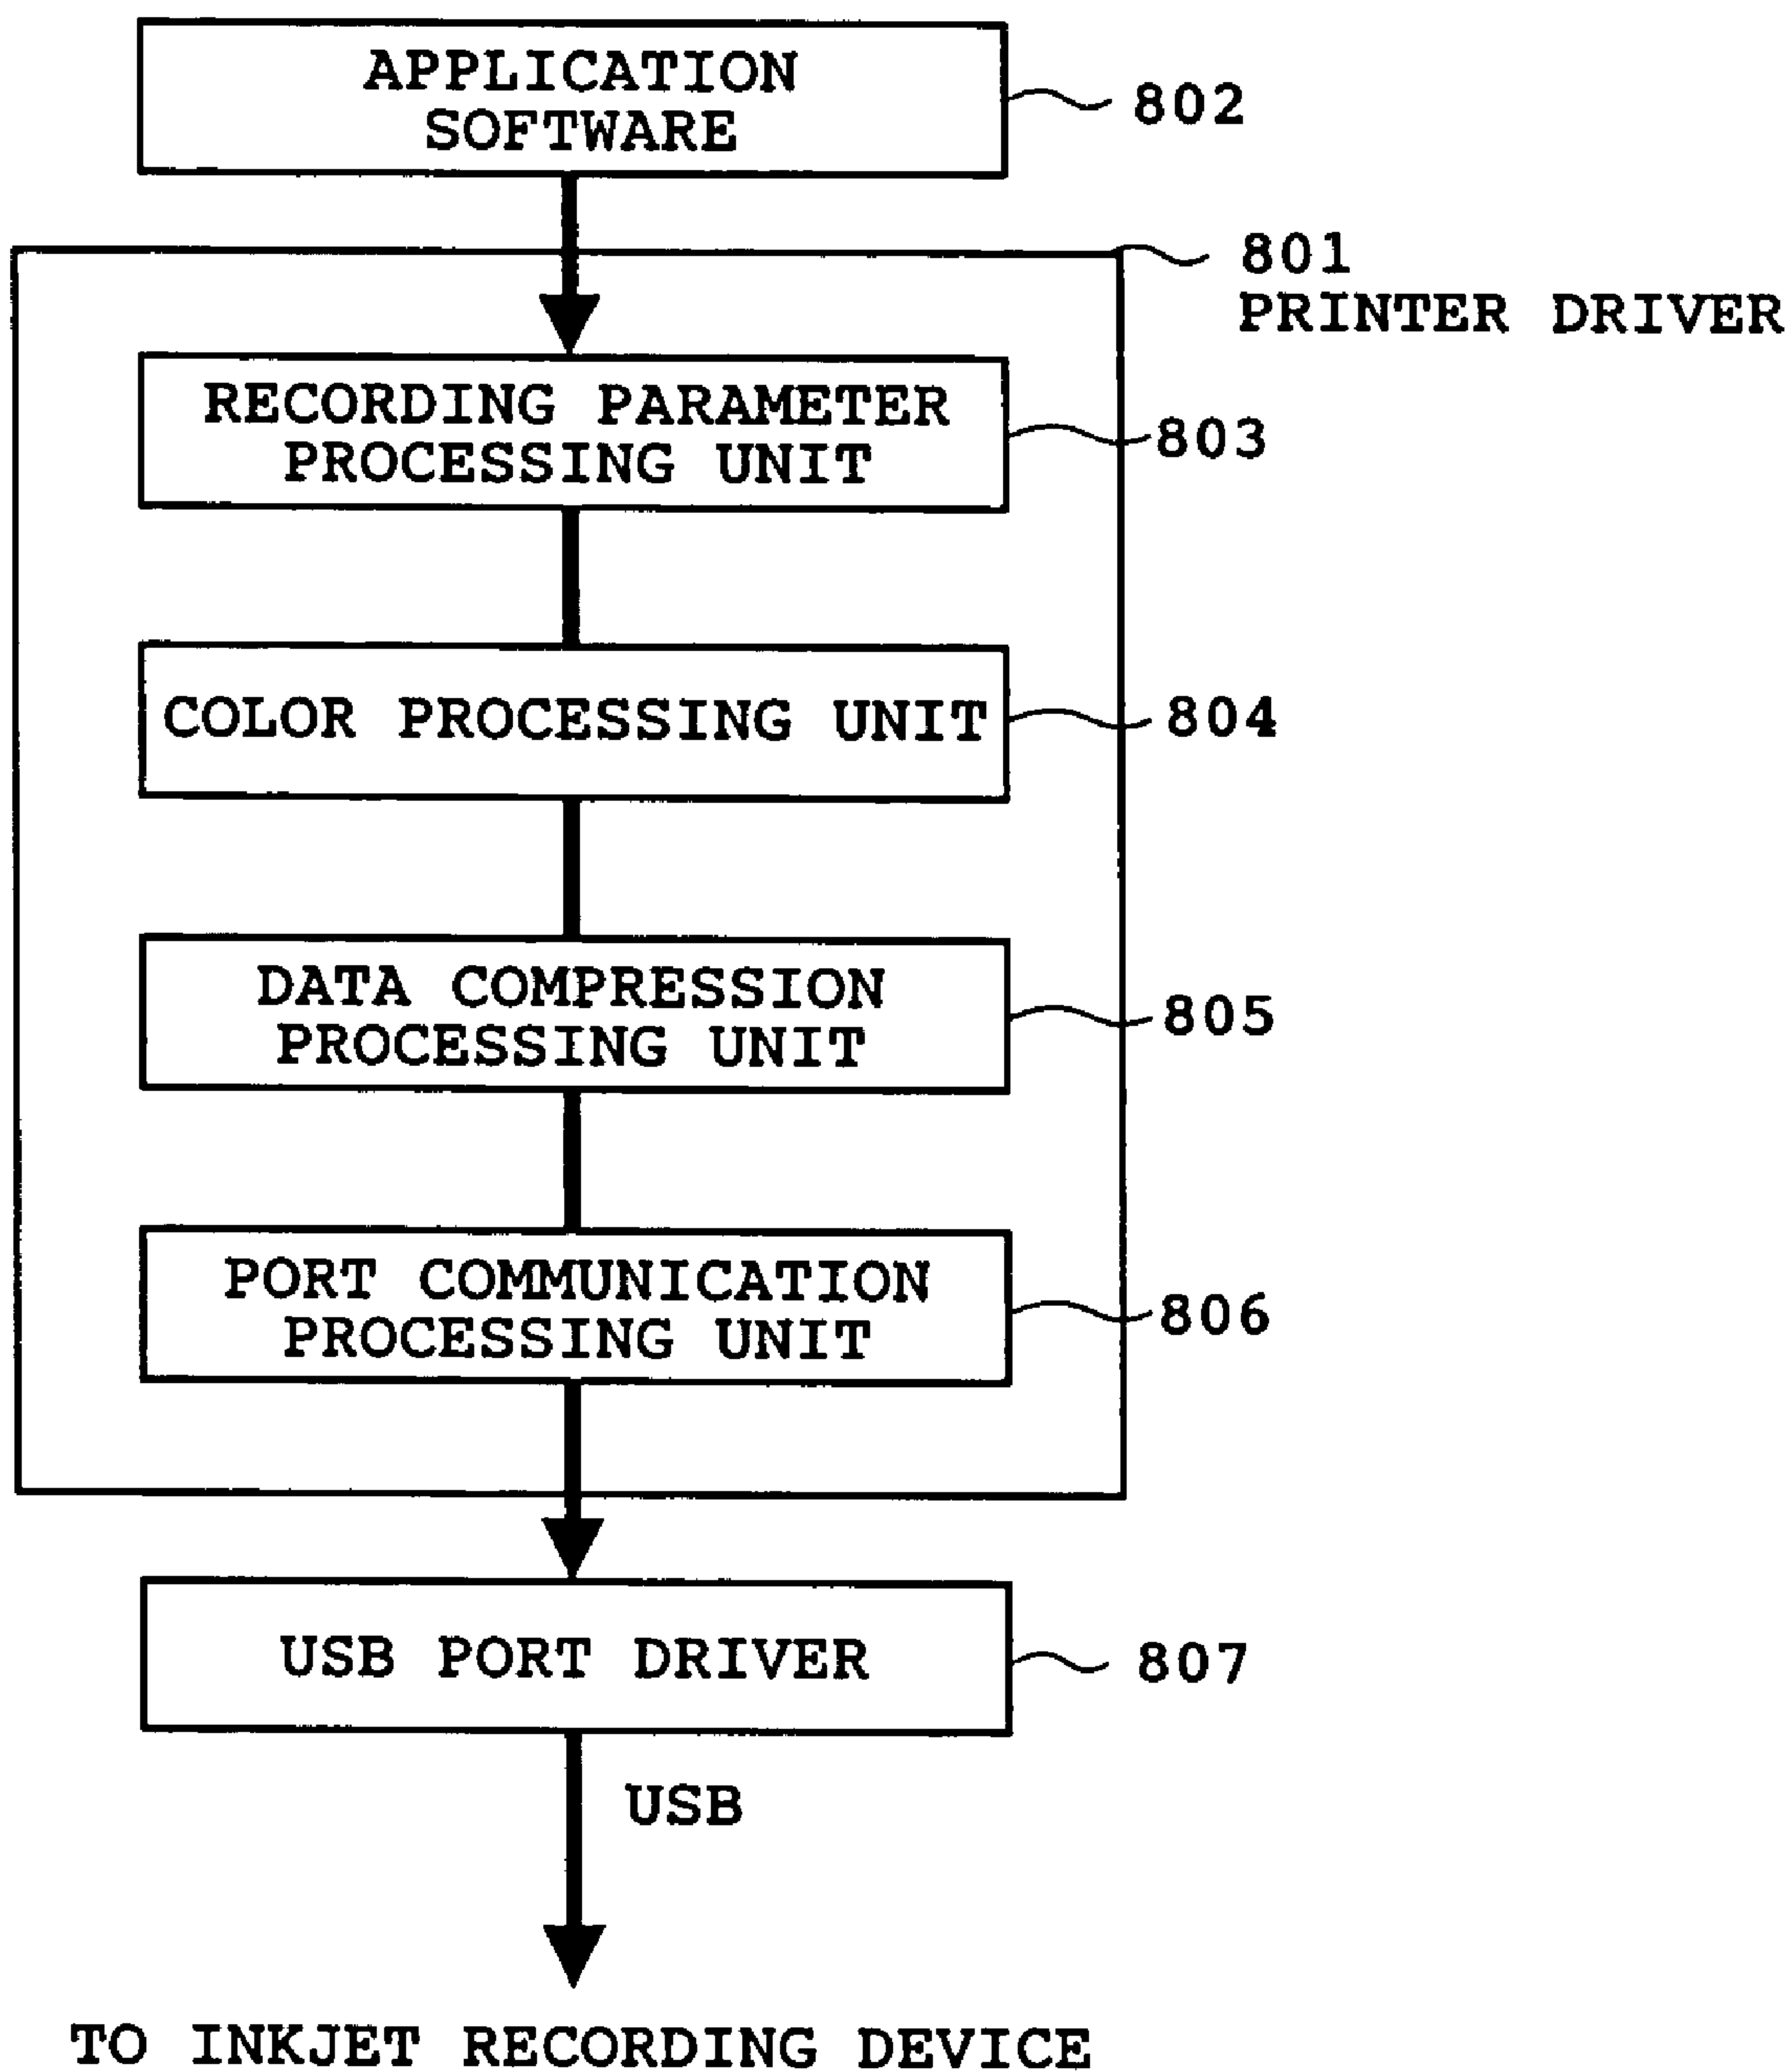 APPLICATION
SOFTWARE
802
801
PRINTER DRIVER
RECORDING PARAMETER
PROCESSING UNIT
803
COLOR PROCESSING UNIT
804
DATA COMPRESSION
PROCESSING UNIT
805
PORT COMMUNICATION
PROCESSING UNIT
806
USB PORT DRIVER
807
USB
TO INKJET RECORDING DEVICE